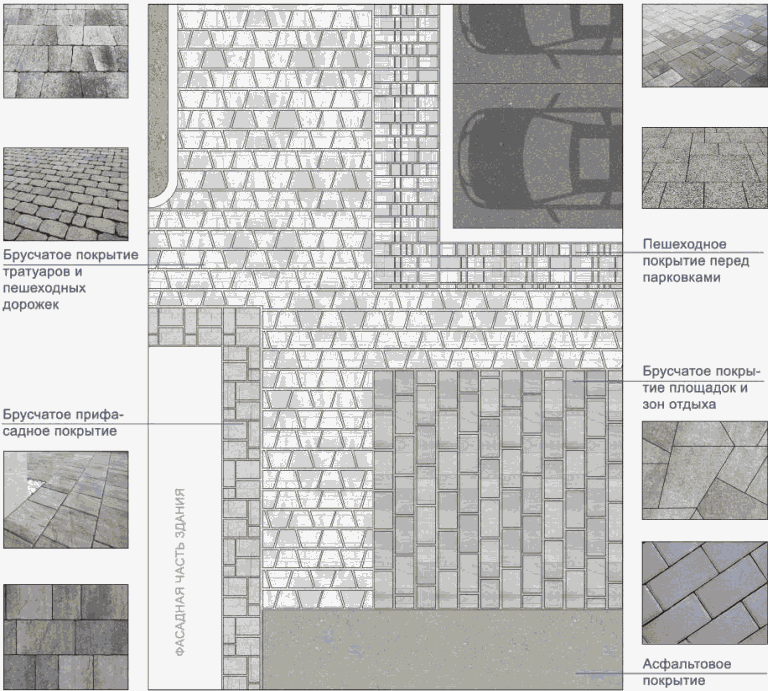 Брусчатое покрытие
тратуаров и
пешеходных
дорожек
Брусчатое прифа-
садное покрытие
ФАСАДНАЯ ЧАСТЬ ЗДАНИЯ
Пешеходное
покрытие перед
парковками
Брусчатое покры-
тие площадок и
зон отдыха
Асфальтовое
покрытие